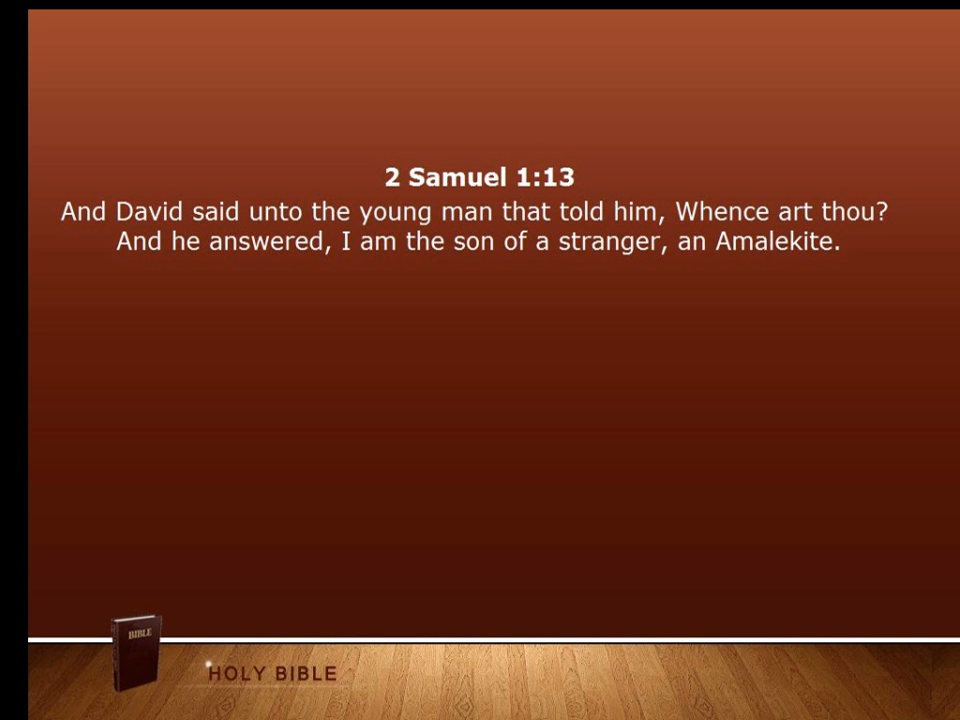 2 Samuel 1:13
And David said unto the young man that told him, Whence art thou?
And he answered, I am the son of a stranger, an Amalekite.
BIBLE
HOLY BIBLE